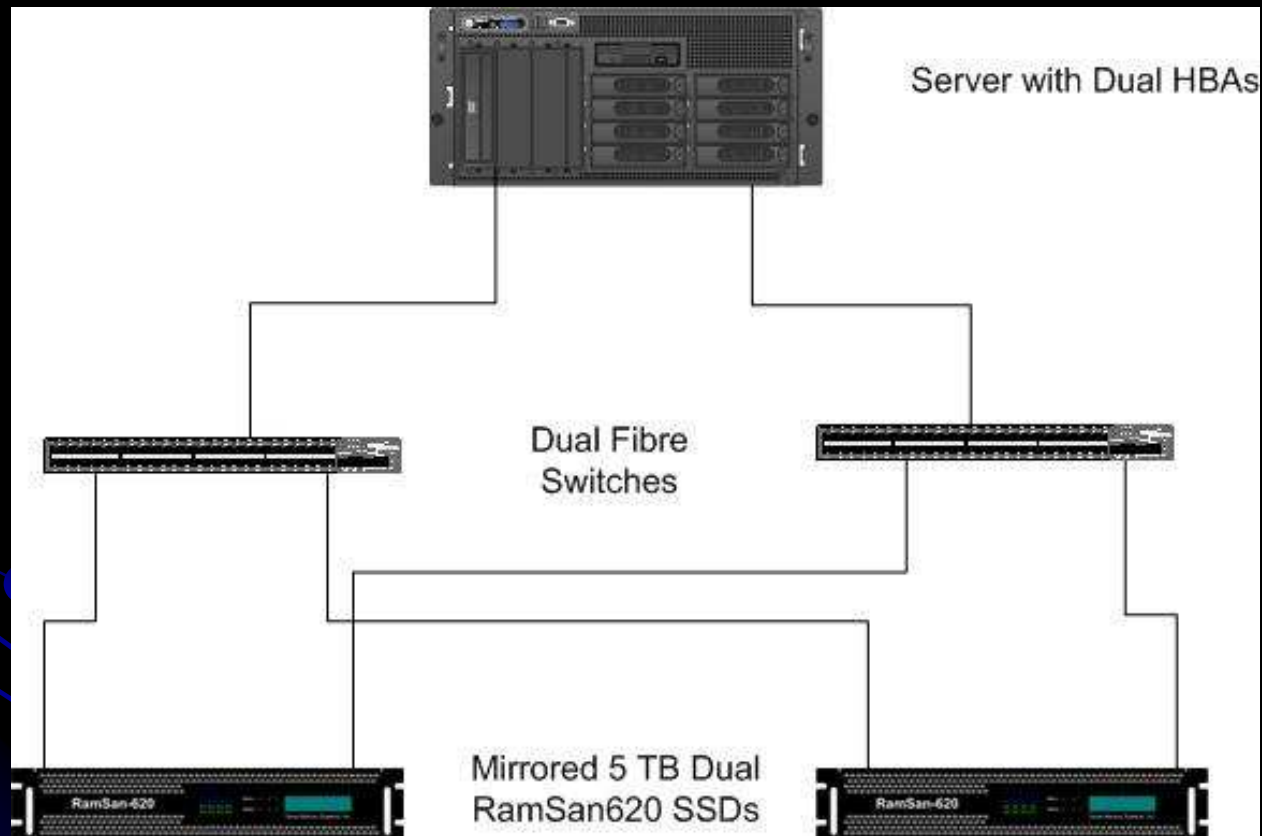 Server with Dual HBAs
Dual Fibre
Switches
Mirrored 5 TB Dual
RamSan620 SSDs
RamSan-620
RamSan-620